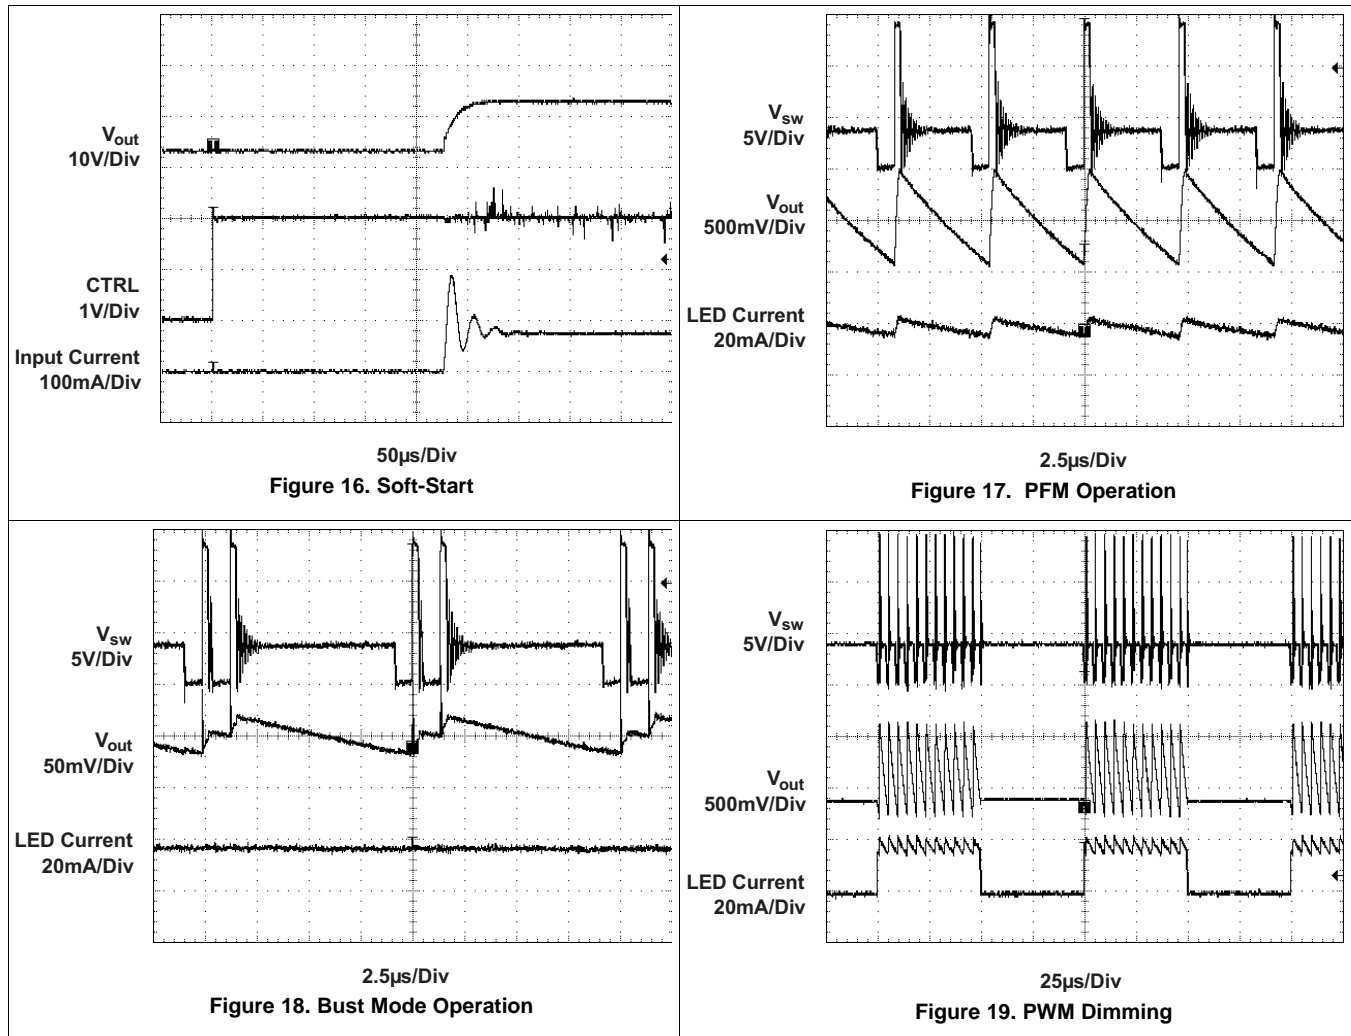 V_out
10V/Div
CTRL
1V/Div
Input Current
100mA/Div
50µs/Div
Figure 16. Soft-Start
V_sw
5V/Div
V_out
500mV/Div
LED Current
20mA/Div
2.5µs/Div
Figure 17. PFM Operation
V_sw
5V/Div
V_out
50mV/Div
LED Current
20mA/Div
2.5µs/Div
Figure 18. Bust Mode Operation
V_sw
5V/Div
V_out
500mV/Div
LED Current
20mA/Div
25µs/Div
Figure 19. PWM Dimming